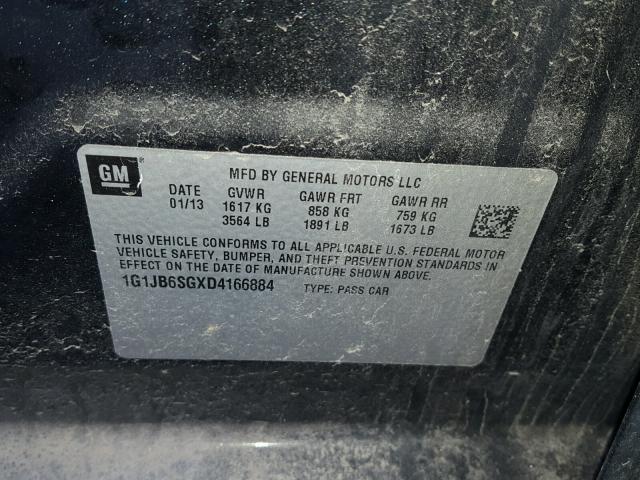 GM
MFD BY GENERAL MOTORS LLC
DATE GVWR GAWR FRT GAWR RR
01/13 1617 KG 858 KG 759 KG
3564 LB 1891 LB 1673 LB
THIS VEHICLE CONFORMS TO ALL APPLICABLE U.S. FEDERAL MOTOR
VEHICLE SAFETY, BUMPER, AND THEFT PREVENTION STANDARDS IN
EFFECT ON THE DATE OF MANUFACTURE SHOWN ABOVE.
1G1JB6SGXD4166884 TYPE: PASS CAR